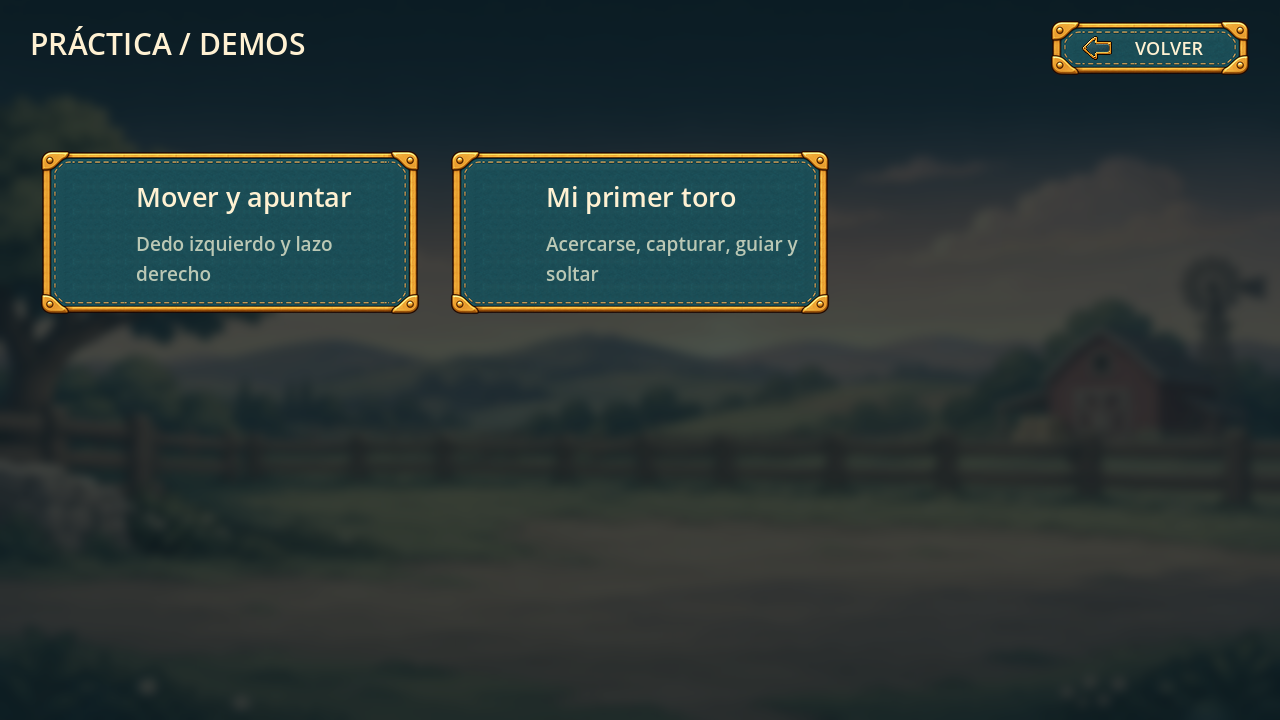 PRÁCTICA / DEMOS
VOLVER
Mover y apuntar
Dedo izquierdo y lazo
derecho
Mi primer toro
Acercarse, capturar, guiar y
soltar